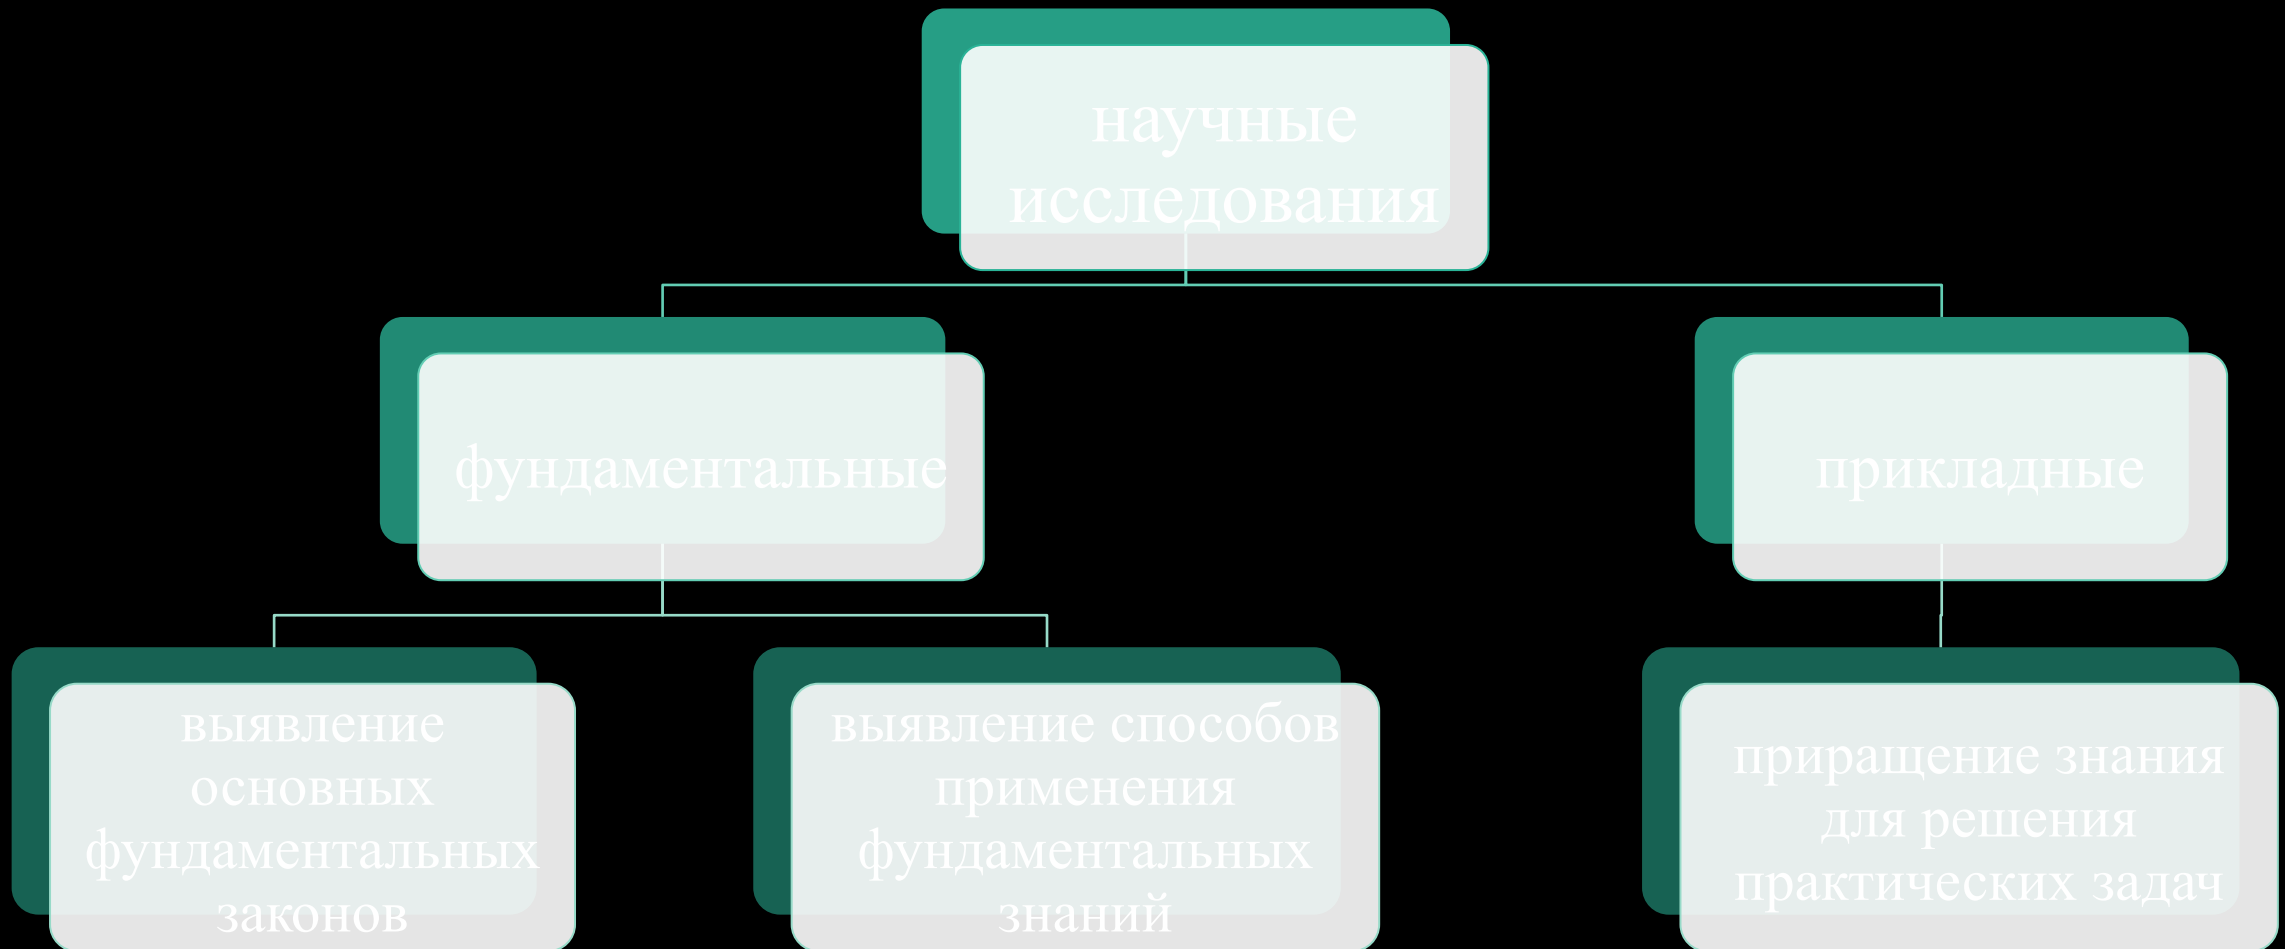 научные
исследования
фундаментальные
прикладные
выявление
основных
фундаментальных
законов
выявление способов
применения
фундаментальных
знаний
приращение знания
для решения
практических задач